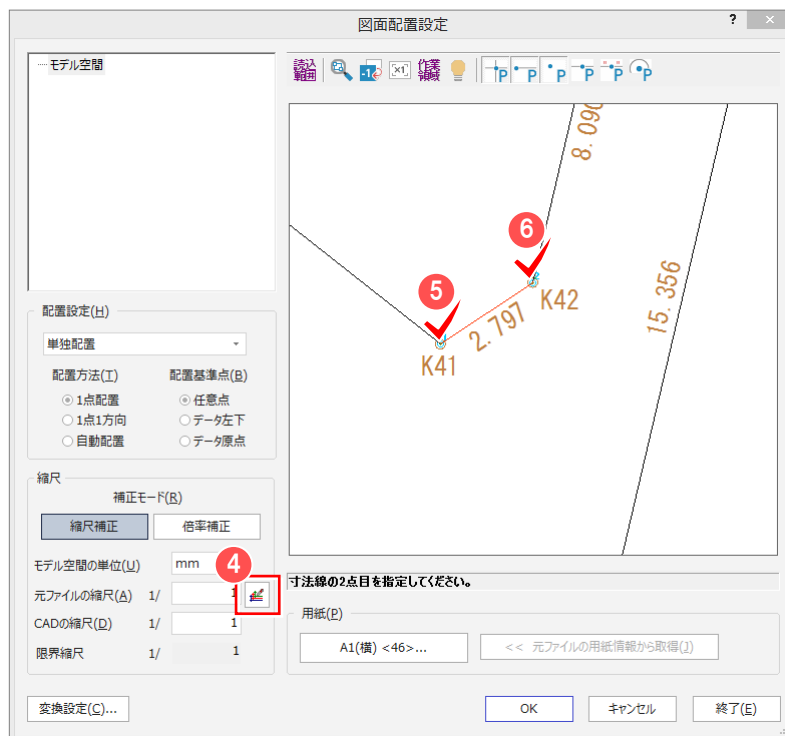 図面配置設定
?
×
モデル空間
読込範囲
-1
x1
作業領域
P P P P P P
8.090
6
5
K42
2.797
15.356
K41
配置設定(H)
単独配置
配置方法(T) 配置基準点(B)
1点配置 任意点
1点1方向 データ左下
自動配置 データ原点
縮尺
補正モード(R)
縮尺補正 倍率補正
モデル空間の単位(U) mm
4
元ファイルの縮尺(A) 1/ 1
CADの縮尺(D) 1/ 1
限界縮尺 1/ 1
寸法線の2点目を指定してください。
用紙(P)
A1(横) <46>...
<< 元ファイルの用紙情報から取得(J)
変換設定(C)...
OK
キャンセル
終了(E)